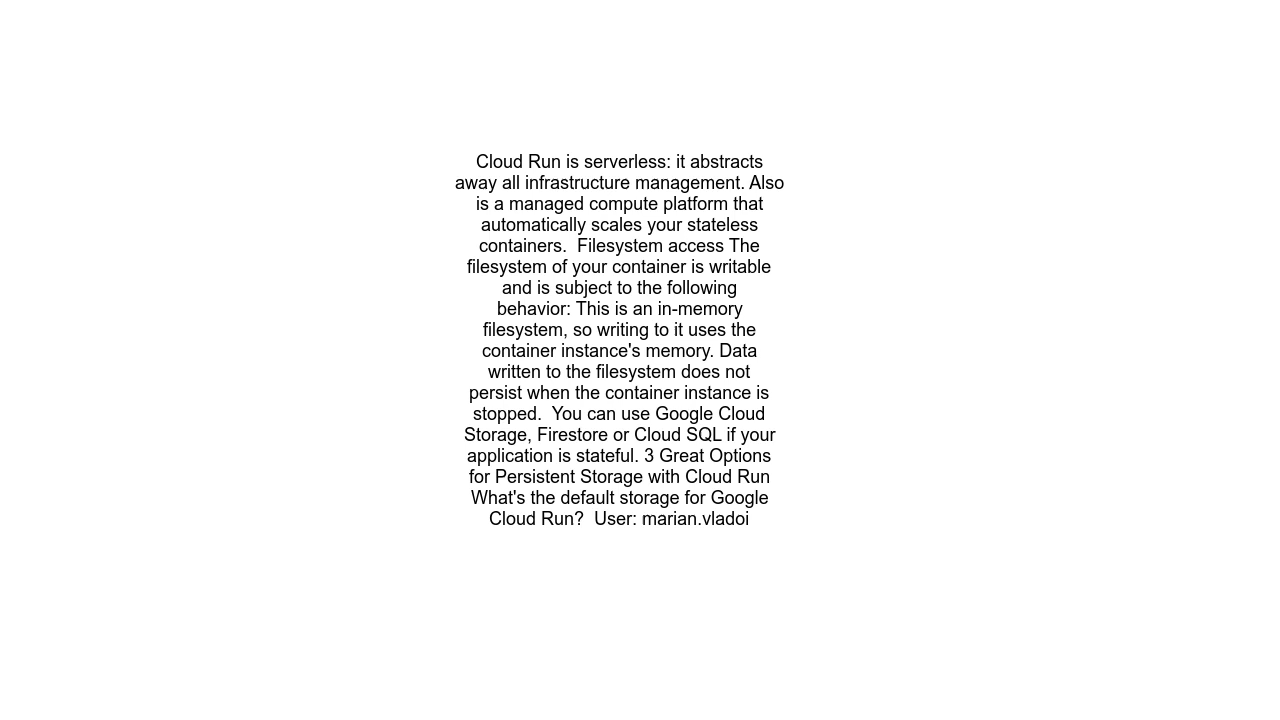 Cloud Run is serverless: it abstracts
away all infrastructure management. Also
is a managed compute platform that
automatically scales your stateless
containers.  Filesystem access The
filesystem of your container is writable
and is subject to the following
behavior: This is an in-memory
filesystem, so writing to it uses the
container instance's memory. Data
written to the filesystem does not
persist when the container instance is
stopped.  You can use Google Cloud
Storage, Firestore or Cloud SQL if your
application is stateful. 3 Great Options
for Persistent Storage with Cloud Run
What's the default storage for Google
Cloud Run?  User: marian.vladoi